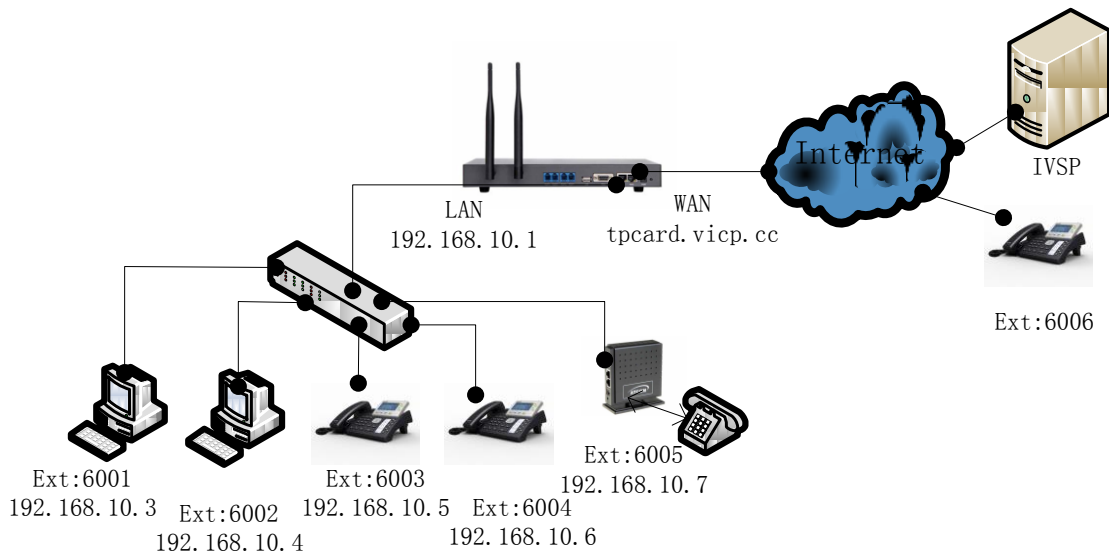 Internet
IVSP
LAN
192.168.10.1
WAN
tpcard.vicp.cc
Ext:6006
Ext:6001
192.168.10.3
Ext:6002
192.168.10.4
Ext:6003
192.168.10.5
Ext:6004
192.168.10.6
Ext:6005
192.168.10.7